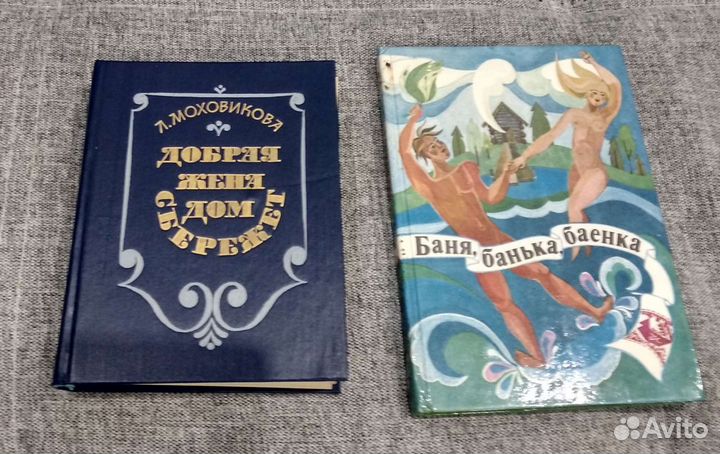 Л. МОХОВИКОВА
ДОБРАЯ
ЖЕНА
ДОМ
СБЕРЕЖЕТ
Баня, банька, баенка
Avito